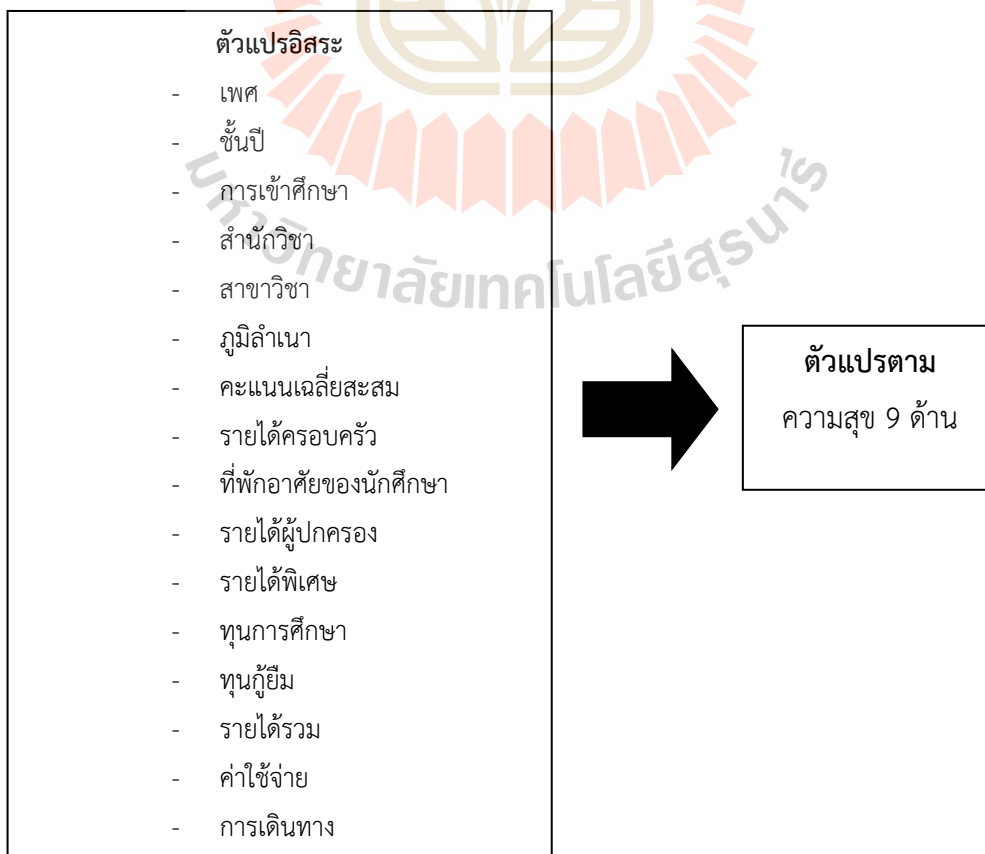 ตัวแปรอิสระ
- เพศ
- ชั้นปี
- การเข้าศึกษา
- สำนักวิชา
- สาขาวิชา
- ภูมิลำเนา
- คะแนนเฉลี่ยสะสม
- รายได้ครอบครัว
- ที่พักอาศัยของนักศึกษา
- รายได้ผู้ปกครอง
- รายได้พิเศษ
- ทุนการศึกษา
- ทุนกู้ยืม
- รายได้รวม
- ค่าใช้จ่าย
- การเดินทาง
ตัวแปรตาม
ความสุข 9 ด้าน
มหาวิทยาลัยเทคโนโลยีสุรนารี